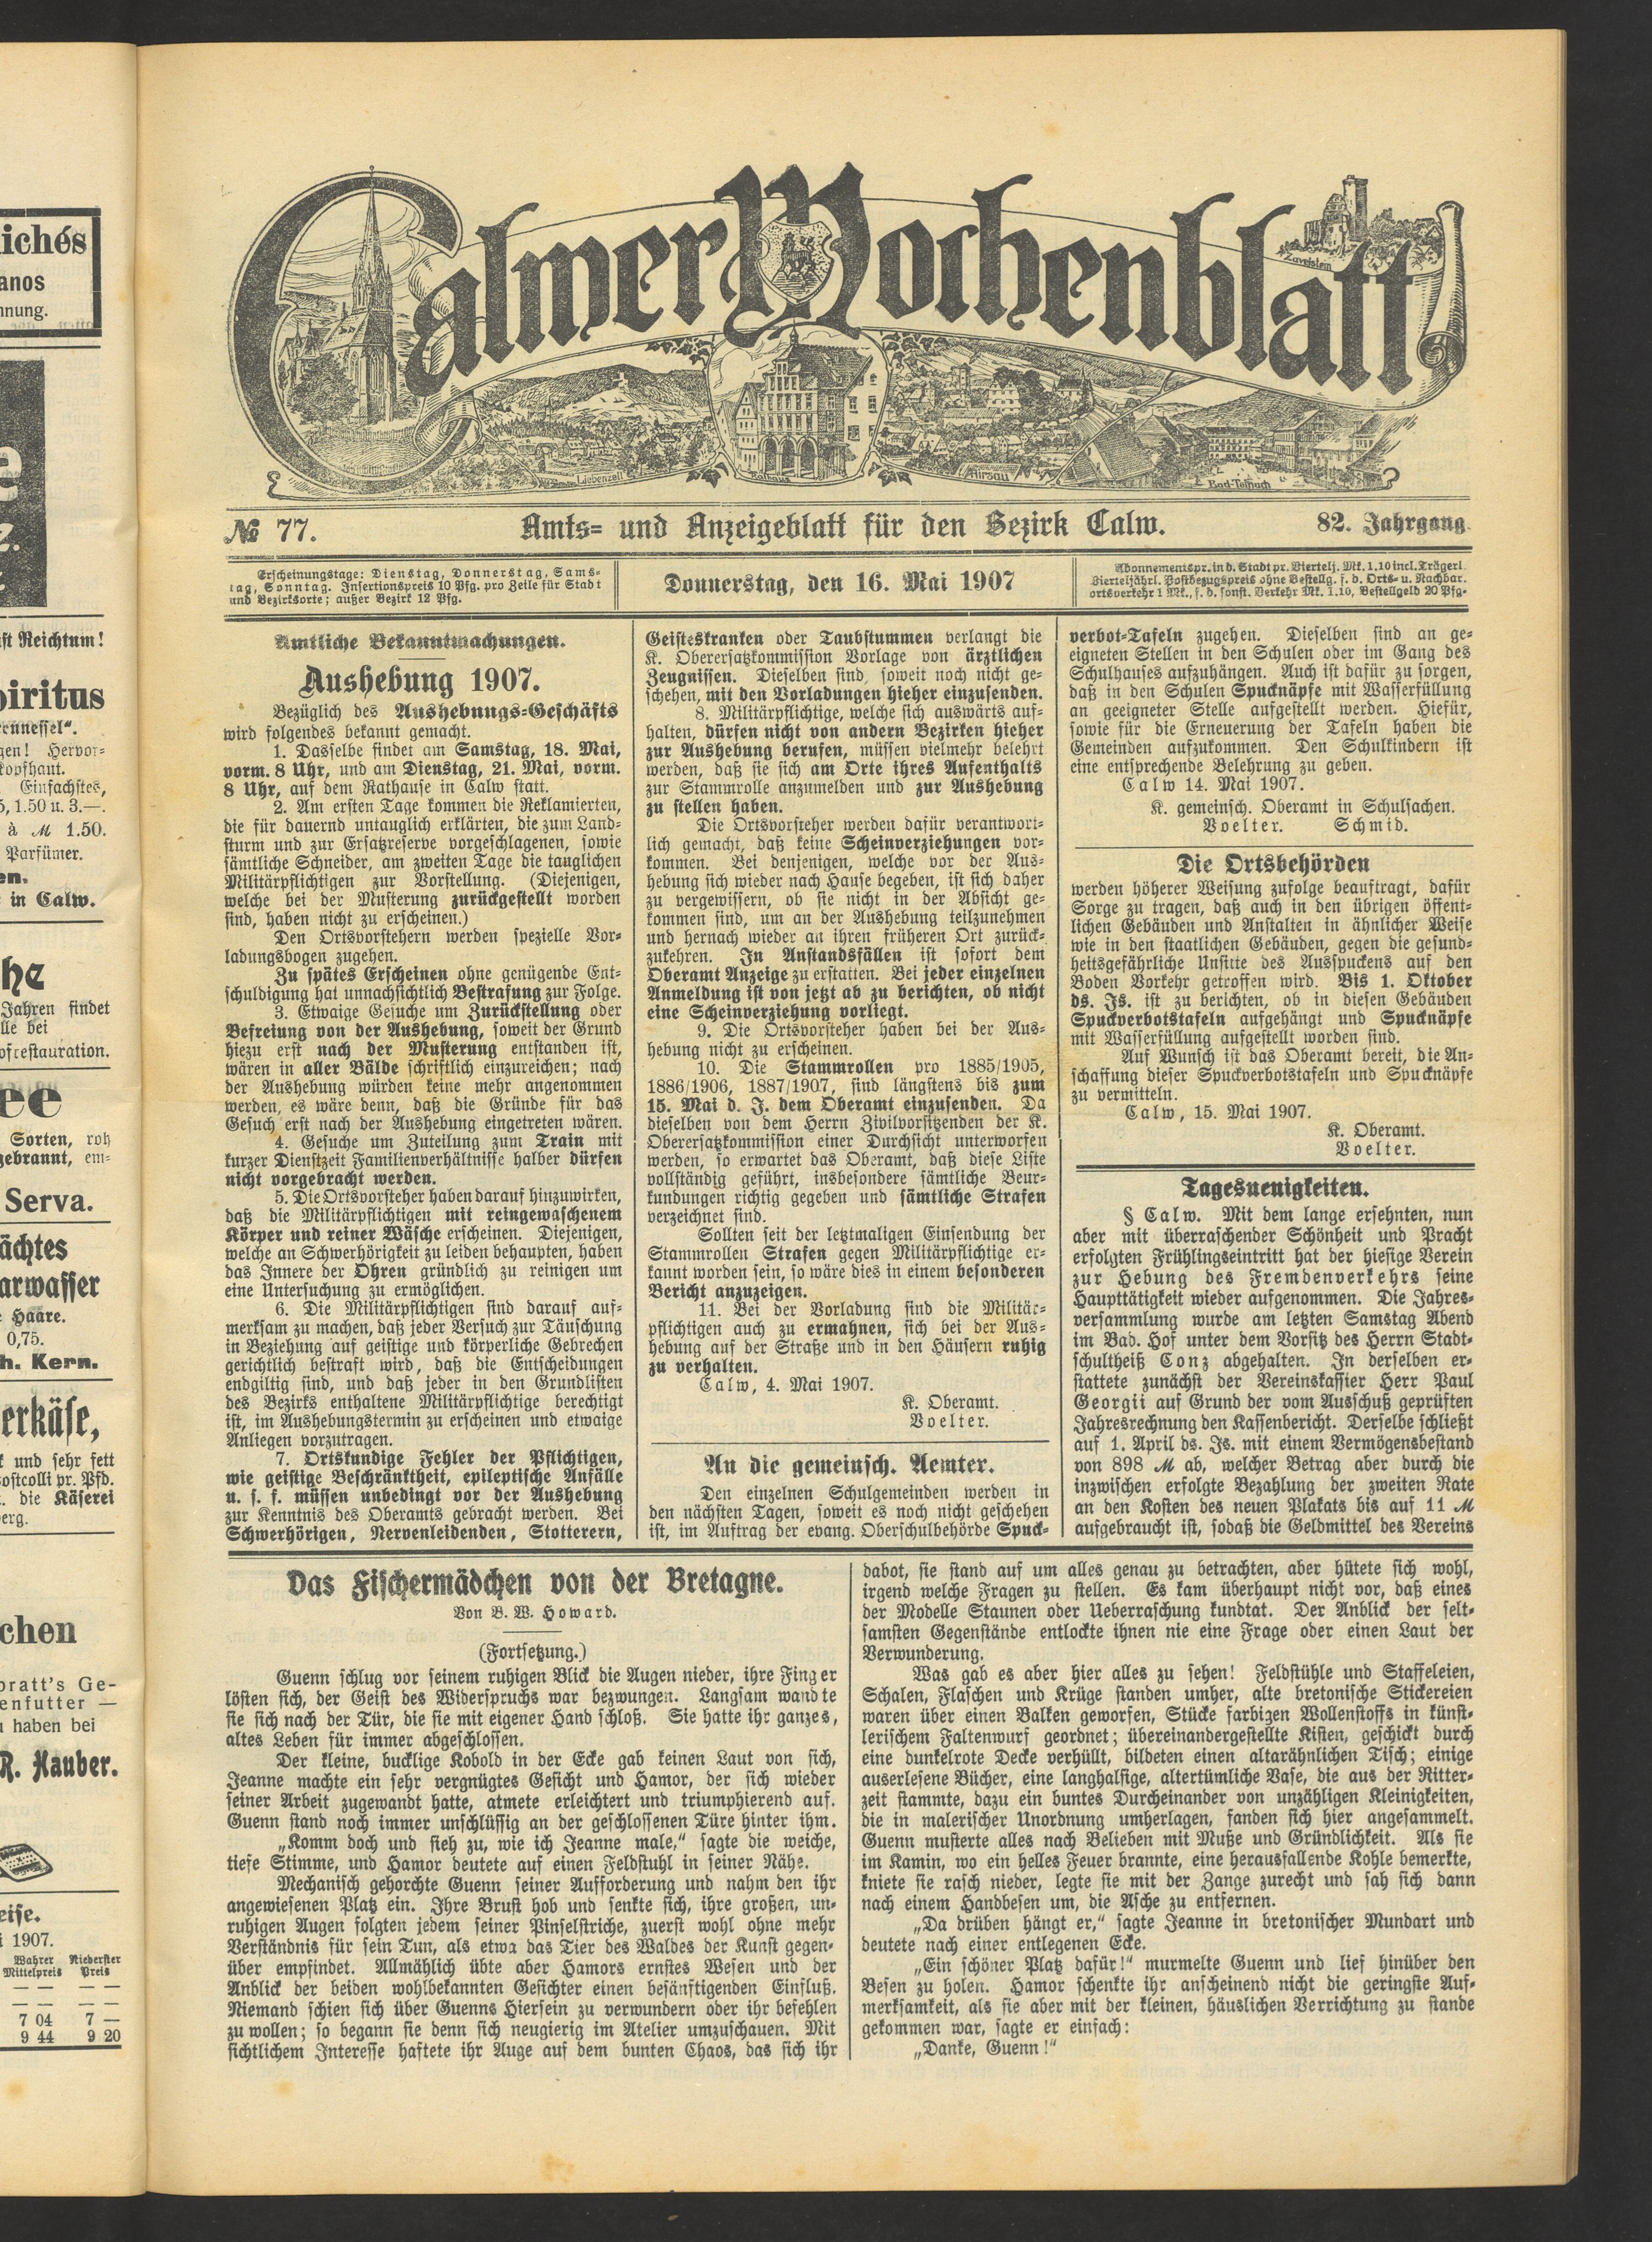 Calmer Wochenblatt
Zavelstein
Liebenzell
Rathaus
Hirsau
Bad-Teinach
№ 77.
Amts- und Anzeigeblatt für den Bezirk Calw.
82. Jahrgang.
Erscheinungstage: Dienstag, Donnerstag, Sams-
tag, Sonntag. Insertionspreis 10 Pfg. pro Zeile für Stadt
und Bezirksorte; außer Bezirk 12 Pfg.
Donnerstag, den 16. Mai 1907
Abonnementspr. in d. Stadt pr. Viertelj. Mk. 1.10 incl. Trägerl.
Vierteljährl. Postbezugspreis ohne Bestellg. f. d. Orts- u. Nachbar.
ortsverkehr 1 Mk., f. d. sonst. Verkehr Mk. 1.10, Bestellgeld 20 Pfg.
Amtliche Bekanntmachungen.
Aushebung 1907.
Bezüglich des Aushebungs-Geschäfts
wird folgendes bekannt gemacht.
1. Dasselbe findet am Samstag, 18. Mai,
vorm. 8 Uhr, und am Dienstag, 21. Mai, vorm.
8 Uhr, auf dem Rathause in Calw statt.
2. Am ersten Tage kommen die Reklamierten,
die für dauernd untauglich erklärten, die zum Land-
sturm und zur Ersatzreserve vorgeschlagenen, sowie
sämtliche Schneider, am zweiten Tage die tauglichen
Militärpflichtigen zur Vorstellung. (Diejenigen,
welche bei der Musterung zurückgestellt worden
sind, haben nicht zu erscheinen.)
Den Ortsvorstehern werden spezielle Vor-
ladungsbogen zugehen.
Zu spätes Erscheinen ohne genügende Ent-
schuldigung hat unnachsichtlich Bestrafung zur Folge.
3. Etwaige Gesuche um Zurückstellung oder
Befreiung von der Aushebung, soweit der Grund
hiezu erst nach der Musterung entstanden ist,
wären in aller Bälde schriftlich einzureichen; nach
der Aushebung würden keine mehr angenommen
werden, es wäre denn, daß die Gründe für das
Gesuch erst nach der Aushebung eingetreten wären.
4. Gesuche um Zuteilung zum Train mit
kurzer Dienstzeit Familienverhältnisse halber dürfen
nicht vorgebracht werden.
5. Die Ortsvorsteher haben darauf hinzuwirken,
daß die Militärpflichtigen mit reingewaschenem
Körper und reiner Wäsche erscheinen. Diejenigen,
welche an Schwerhörigkeit zu leiden behaupten, haben
das Innere der Ohren gründlich zu reinigen um
eine Untersuchung zu ermöglichen.
6. Die Militärpflichtigen sind darauf auf-
merksam zu machen, daß jeder Versuch zur Täuschung
in Beziehung auf geistige und körperliche Gebrechen
gerichtlich bestraft wird, daß die Entscheidungen
endgiltig sind, und daß jeder in den Grundlisten
des Bezirks enthaltene Militärpflichtige berechtigt
ist, im Aushebungstermin zu erscheinen und etwaige
Anliegen vorzutragen.
7. Ortskundige Fehler der Pflichtigen,
wie geistige Beschränktheit, epileptische Anfälle
u. s. f. müssen unbedingt vor der Aushebung
zur Kenntnis des Oberamts gebracht werden. Bei
Schwerhörigen, Nervenleidenden, Stotterern,
Geisteskranken oder Taubstummen verlangt die
K. Oberersatzkommission Vorlage von ärztlichen
Zeugnissen. Dieselben sind, soweit noch nicht ge-
schehen, mit den Vorladungen hieher einzusenden.
8. Militärpflichtige, welche sich auswärts auf-
halten, dürfen nicht von andern Bezirken hieher
zur Aushebung berufen, müssen vielmehr belehrt
werden, daß sie sich am Orte ihres Aufenthalts
zur Stammrolle anzumelden und zur Aushebung
zu stellen haben.
Die Ortsvorsteher werden dafür verantwort-
lich gemacht, daß keine Scheinverziehungen vor-
kommen. Bei denjenigen, welche vor der Aus-
hebung sich wieder nach Hause begeben, ist sich daher
zu vergewissern, ob sie nicht in der Absicht ge-
kommen sind, um an der Aushebung teilzunehmen
und hernach wieder an ihren früheren Ort zurück-
zukehren. In Anstandsfällen ist sofort dem
Oberamt Anzeige zu erstatten. Bei jeder einzelnen
Anmeldung ist von jetzt ab zu berichten, ob nicht
eine Scheinverziehung vorliegt.
9. Die Ortsvorsteher haben bei der Aus-
hebung nicht zu erscheinen.
10. Die Stammrollen pro 1885/1905,
1886/1906, 1887/1907, sind längstens bis zum
15. Mai d. J. dem Oberamt einzusenden. Da
dieselben von dem Herrn Zivilvorsitzenden der K.
Oberersatzkommission einer Durchsicht unterworfen
werden, so erwartet das Oberamt, daß diese Liste
vollständig geführt, insbesondere sämtliche Beur-
kundungen richtig gegeben und sämtliche Strafen
verzeichnet sind.
Sollten seit der letztmaligen Einsendung der
Stammrollen Strafen gegen Militärpflichtige er-
kannt worden sein, so wäre dies in einem besonderen
Bericht anzuzeigen.
11. Bei der Vorladung sind die Militär-
pflichtigen auch zu ermahnen, sich bei der Aus-
hebung auf der Straße und in den Häusern ruhig
zu verhalten.
Calw, 4. Mai 1907.
K. Oberamt.
Voelter.
An die gemeinsch. Aemter.
Den einzelnen Schulgemeinden werden in
den nächsten Tagen, soweit es noch nicht geschehen
ist, im Auftrag der evang. Oberschulbehörde Spuck-
verbot-Tafeln zugehen. Dieselben sind an ge-
eigneten Stellen in den Schulen oder im Gang des
Schulhauses aufzuhängen. Auch ist dafür zu sorgen,
daß in den Schulen Spucknäpfe mit Wasserfüllung
an geeigneter Stelle aufgestellt werden. Hiefür,
sowie für die Erneuerung der Tafeln haben die
Gemeinden aufzukommen. Den Schulkindern ist
eine entsprechende Belehrung zu geben.
Calw 14. Mai 1907.
K. gemeinsch. Oberamt in Schulsachen.
Voelter. Schmid.
Die Ortsbehörden
werden höherer Weisung zufolge beauftragt, dafür
Sorge zu tragen, daß auch in den übrigen öffent-
lichen Gebäuden und Anstalten in ähnlicher Weise
wie in den staatlichen Gebäuden, gegen die gesund-
heitsgefährliche Unsitte des Ausspuckens auf den
Boden Vorkehr getroffen wird. Bis 1. Oktober
ds. Js. ist zu berichten, ob in diesen Gebäuden
Spuckverbotstafeln aufgehängt und Spucknäpfe
mit Wasserfüllung aufgestellt worden sind.
Auf Wunsch ist das Oberamt bereit, die An-
schaffung dieser Spuckverbotstafeln und Spucknäpfe
zu vermitteln.
Calw, 15. Mai 1907.
K. Oberamt.
Voelter.
Tagesneuigkeiten.
§ Calw. Mit dem lange ersehnten, nun
aber mit überraschender Schönheit und Pracht
erfolgten Frühlingseintritt hat der hiesige Verein
zur Hebung des Fremdenverkehrs seine
Haupttätigkeit wieder aufgenommen. Die Jahres-
versammlung wurde am letzten Samstag Abend
im Bad. Hof unter dem Vorsitz des Herrn Stadt-
schultheiß Conz abgehalten. In derselben er-
stattete zunächst der Vereinskassier Herr Paul
Georgii auf Grund der vom Ausschuß geprüften
Jahresrechnung den Kassenbericht. Derselbe schließt
auf 1. April ds. Js. mit einem Vermögensbestand
von 898 M ab, welcher Betrag aber durch die
inzwischen erfolgte Bezahlung der zweiten Rate
an den Kosten des neuen Plakats bis auf 11 M
aufgebraucht ist, sodaß die Geldmittel des Vereins
Das Fischermädchen von der Bretagne.
Von B. W. Howard.
(Fortsetzung.)
Guenn schlug vor seinem ruhigen Blick die Augen nieder, ihre Finger
lösten sich, der Geist des Widerspruchs war bezwungen. Langsam wandte
sie sich nach der Tür, die sie mit eigener Hand schloß. Sie hatte ihr ganzes,
altes Leben für immer abgeschlossen.
Der kleine, bucklige Kobold in der Ecke gab keinen Laut von sich,
Jeanne machte ein sehr vergnügtes Gesicht und Hamor, der sich wieder
seiner Arbeit zugewandt hatte, atmete erleichtert und triumphierend auf.
Guenn stand noch immer unschlüssig an der geschlossenen Türe hinter ihm.
„Komm doch und sieh zu, wie ich Jeanne male,“ sagte die weiche,
tiefe Stimme, und Hamor deutete auf einen Feldstuhl in seiner Nähe.
Mechanisch gehorchte Guenn seiner Aufforderung und nahm den ihr
angewiesenen Platz ein. Ihre Brust hob und senkte sich, ihre großen, un-
ruhigen Augen folgten jedem seiner Pinselstriche, zuerst wohl ohne mehr
Verständnis für sein Tun, als etwa das Tier des Waldes der Kunst gegen-
über empfindet. Allmählich übte aber Hamors ernstes Wesen und der
Anblick der beiden wohlbekannten Gesichter einen besänftigenden Einfluß.
Niemand schien sich über Guenns Hiersein zu verwundern oder ihr befehlen
zu wollen; so begann sie denn sich neugierig im Atelier umzuschauen. Mit
sichtlichem Interesse haftete ihr Auge auf dem bunten Chaos, das sich ihr
dabot, sie stand auf um alles genau zu betrachten, aber hütete sich wohl,
irgend welche Fragen zu stellen. Es kam überhaupt nicht vor, daß eines
der Modelle Staunen oder Ueberraschung kundtat. Der Anblick der selt-
samsten Gegenstände entlockte ihnen nie eine Frage oder einen Laut der
Verwunderung.
Was gab es aber hier alles zu sehen! Feldstühle und Staffeleien,
Schalen, Flaschen und Krüge standen umher, alte bretonische Stickereien
waren über einen Balken geworfen, Stücke farbigen Wollenstoffs in künst-
lerischem Faltenwurf geordnet; übereinandergestellte Kisten, geschickt durch
eine dunkelrote Decke verhüllt, bildeten einen altarähnlichen Tisch; einige
auserlesene Bücher, eine langhalsige, altertümliche Vase, die aus der Ritter-
zeit stammte, dazu ein buntes Durcheinander von unzähligen Kleinigkeiten,
die in malerischer Unordnung umherlagen, fanden sich hier angesammelt.
Guenn musterte alles nach Belieben mit Muße und Gründlichkeit. Als sie
im Kamin, wo ein helles Feuer brannte, eine herausfallende Kohle bemerkte,
kniete sie rasch nieder, legte sie mit der Zange zurecht und sah sich dann
nach einem Handbesen um, die Asche zu entfernen.
„Da drüben hängt er,“ sagte Jeanne in bretonischer Mundart und
deutete nach einer entlegenen Ecke.
„Ein schöner Platz dafür!“ murmelte Guenn und lief hinüber den
Besen zu holen. Hamor schenkte ihr anscheinend nicht die geringste Auf-
merksamkeit, als sie aber mit der kleinen, häuslichen Verrichtung zu stande
gekommen war, sagte er einfach:
„Danke, Guenn!“